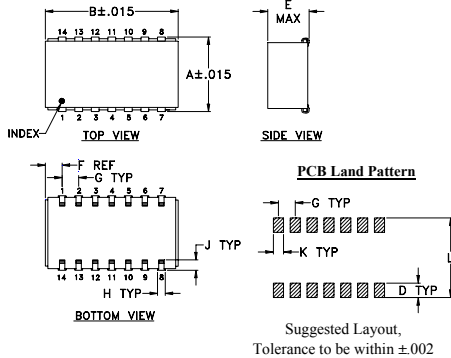 B±.015
E
MAX
14 13 12 11 10 9 8
A±.015
INDEX
1 2 3 4 5 6 7
TOP VIEW
SIDE VIEW
F REF
G TYP
1 2 3 4 5 6 7
J TYP
14 13 12 11 10 9 8
H TYP
BOTTOM VIEW
PCB Land Pattern
G TYP
K TYP
L
D TYP
Suggested Layout,
Tolerance to be within ±.002